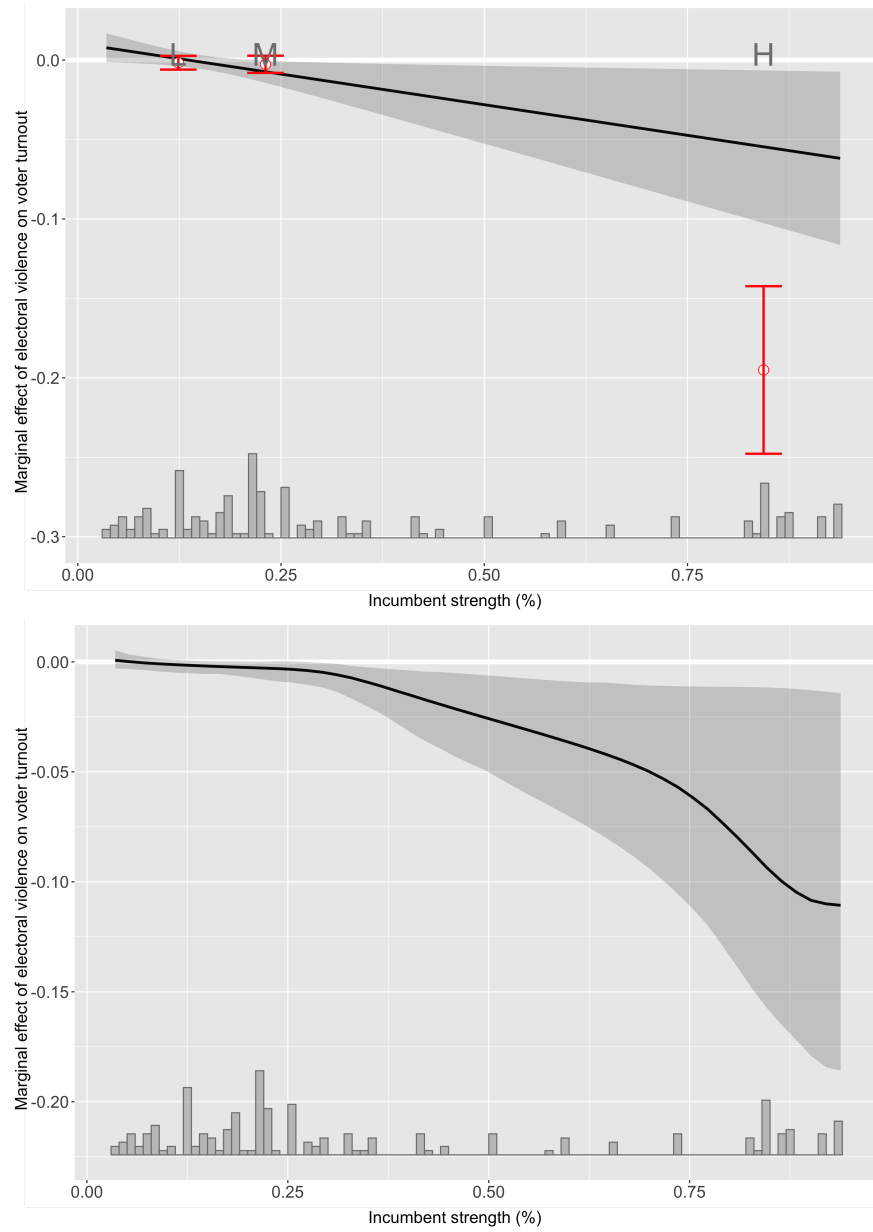 Marginal effect of electoral violence on voter turnout
0.0
-0.1
-0.2
-0.3
L
M
H
0.00
0.25
0.50
0.75
Incumbent strength (%)
Marginal effect of electoral violence on voter turnout
0.00
-0.05
-0.10
-0.15
-0.20
0.00
0.25
0.50
0.75
Incumbent strength (%)